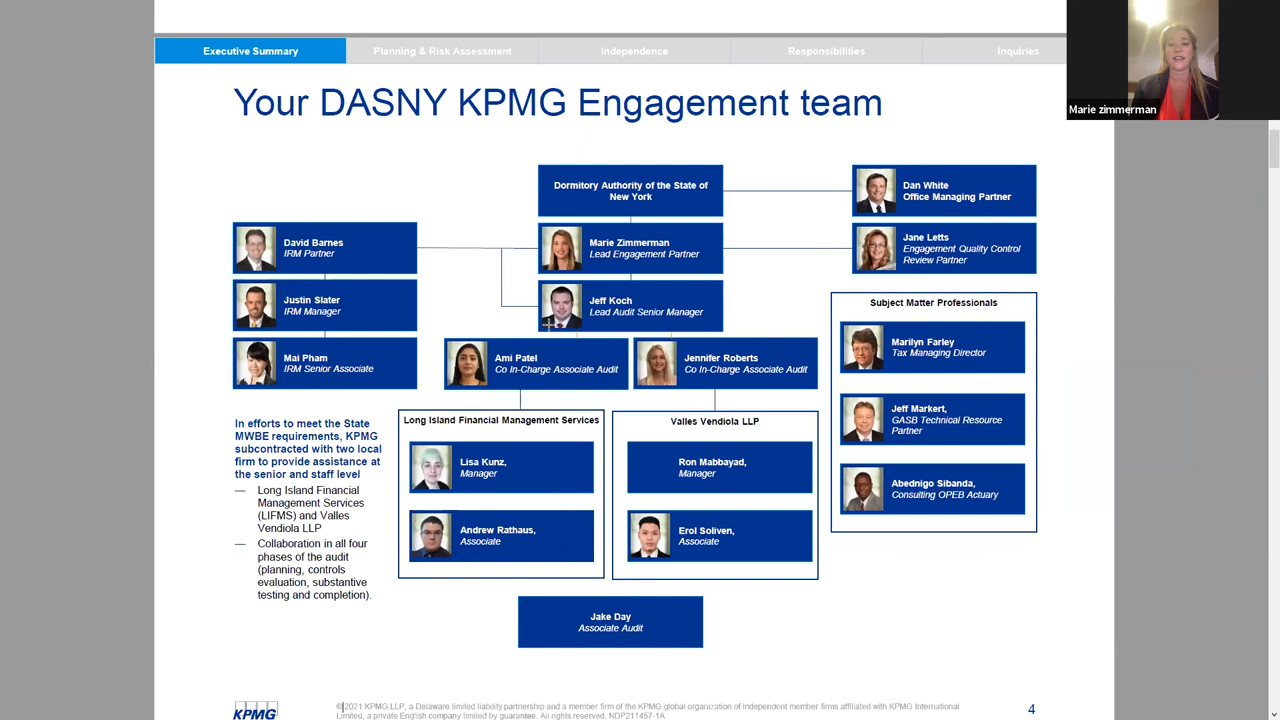 Executive Summary
Planning & Risk Assessment
Independence
Responsibilities
Inquiries
Marie zimmerman
Your DASNY KPMG Engagement team
Dormitory Authority of the State of
New York
Dan White
Office Managing Partner
David Barnes
IRM Partner
Marie Zimmerman
Lead Engagement Partner
Jane Letts
Engagement Quality Control
Review Partner
Justin Slater
IRM Manager
Jeff Koch
Lead Audit Senior Manager
Mai Pham
IRM Senior Associate
Ami Patel
Co In-Charge Associate Audit
Jennifer Roberts
Co In-Charge Associate Audit
Subject Matter Professionals
Marilyn Farley
Tax Managing Director
Jeff Markert,
GASB Technical Resource
Partner
Abednigo Sibanda,
Consulting OPEB Actuary
In efforts to meet the State
MWBE requirements, KPMG
subcontracted with two local
firm to provide assistance at
the senior and staff level
— Long Island Financial
Management Services
(LIFMS) and Valles
Vendiola LLP
— Collaboration in all four
phases of the audit
(planning, controls
evaluation, substantive
testing and completion).
Long Island Financial Management Services
Lisa Kunz,
Manager
Andrew Rathaus,
Associate
Valles Vendiola LLP
Ron Mabbayad,
Manager
Erol Soliven,
Associate
Jake Day
Associate Audit
KPMG
©2021 KPMG LLP, a Delaware limited liability partnership and a member firm of the KPMG global organization of independent member firms affiliated with KPMG International
Limited, a private English company limited by guarantee. All rights reserved. NDP211457-1A
4